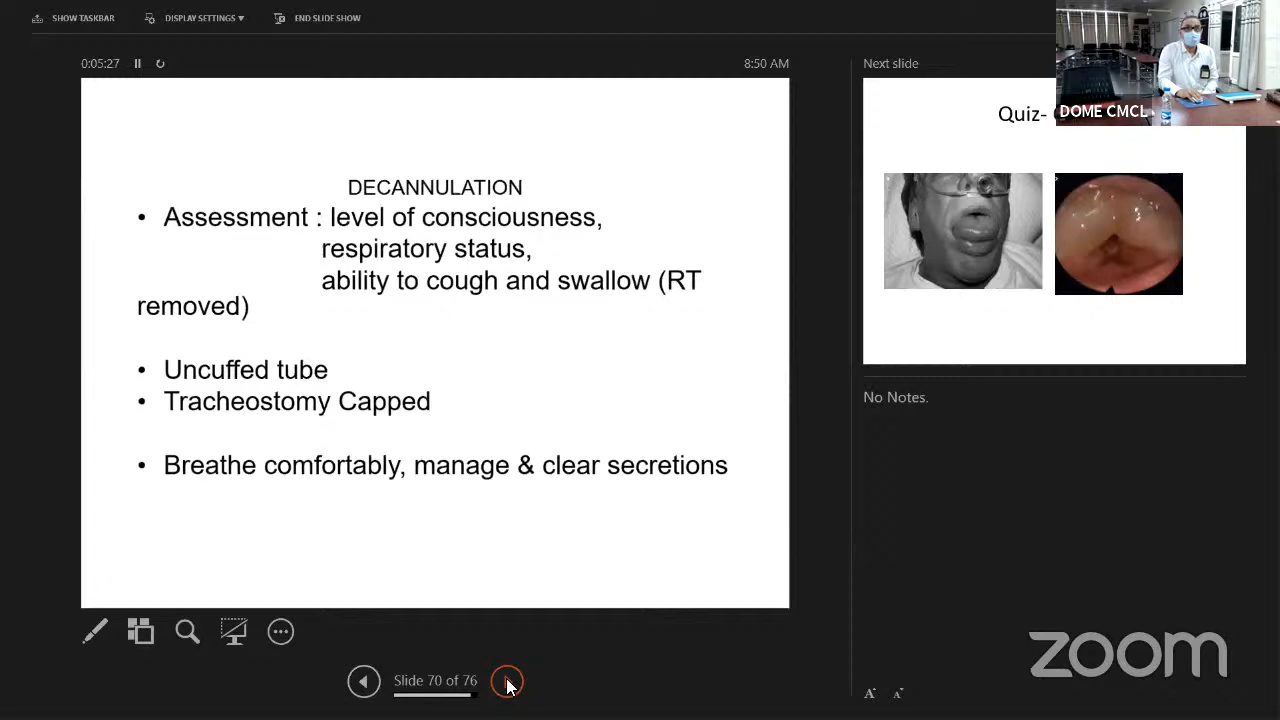 SHOW TASKBAR
DISPLAY SETTINGS
END SLIDE SHOW
0:05:27
8:50 AM
DECANNULATION
• Assessment : level of consciousness,
respiratory status,
ability to cough and swallow (RT
removed)
• Uncuffed tube
• Tracheostomy Capped
• Breathe comfortably, manage & clear secretions
Slide 70 of 76
Next slide
Quiz-
DOME CMCL
No Notes.
zoom
A A